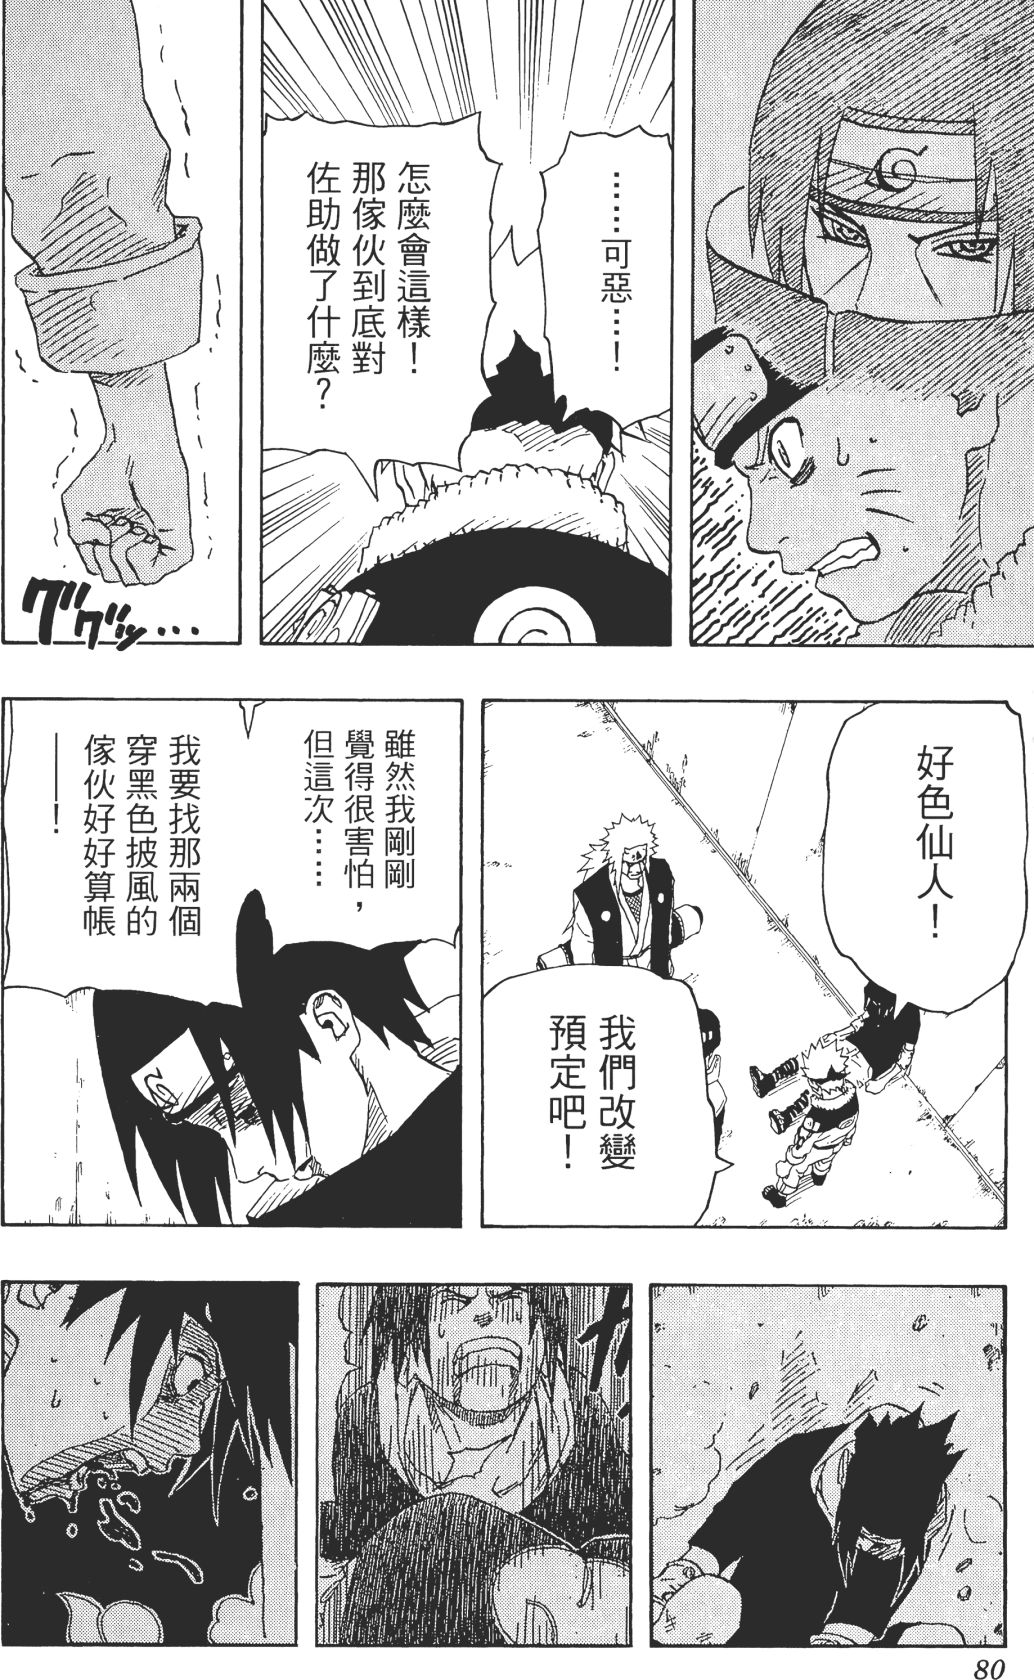 ……可惡…！
怎麼會這樣！
那傢伙到底對
佐助做了什麼？
グググッ…
好色仙人！
我們改變
預定吧！
雖然我剛剛
覺得很害怕，
但這次……
我要找那兩個
穿黑色披風的
傢伙好好算帳
——！
80